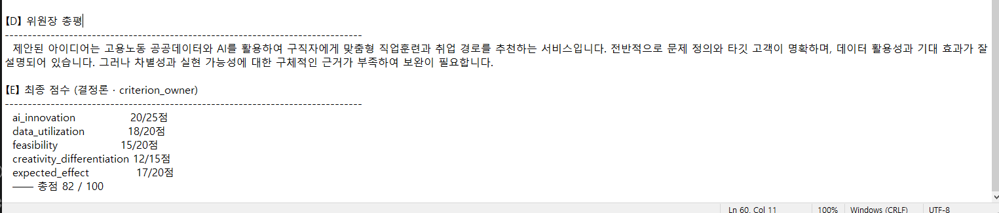 【D】 위원장 총평
------------------------------------------------------------------------------
제안된 아이디어는 고용노동 공공데이터와 AI를 활용하여 구직자에게 맞춤형 직업훈련과 취업 경로를 추천하는 서비스입니다. 전반적으로 문제 정의와 타깃 고객이 명확하며, 데이터 활용성과 기대 효과가 잘
설명되어 있습니다. 그러나 차별성과 실현 가능성에 대한 구체적인 근거가 부족하여 보완이 필요합니다.
【E】 최종 점수 (결정론 · criterion_owner)
------------------------------------------------------------------------------
ai_innovation 20/25점
data_utilization 18/20점
feasibility 15/20점
creativity_differentiation 12/15점
expected_effect 17/20점
─── 총점 82 / 100
Ln 60, Col 11 100% Windows (CRLF) UTF-8